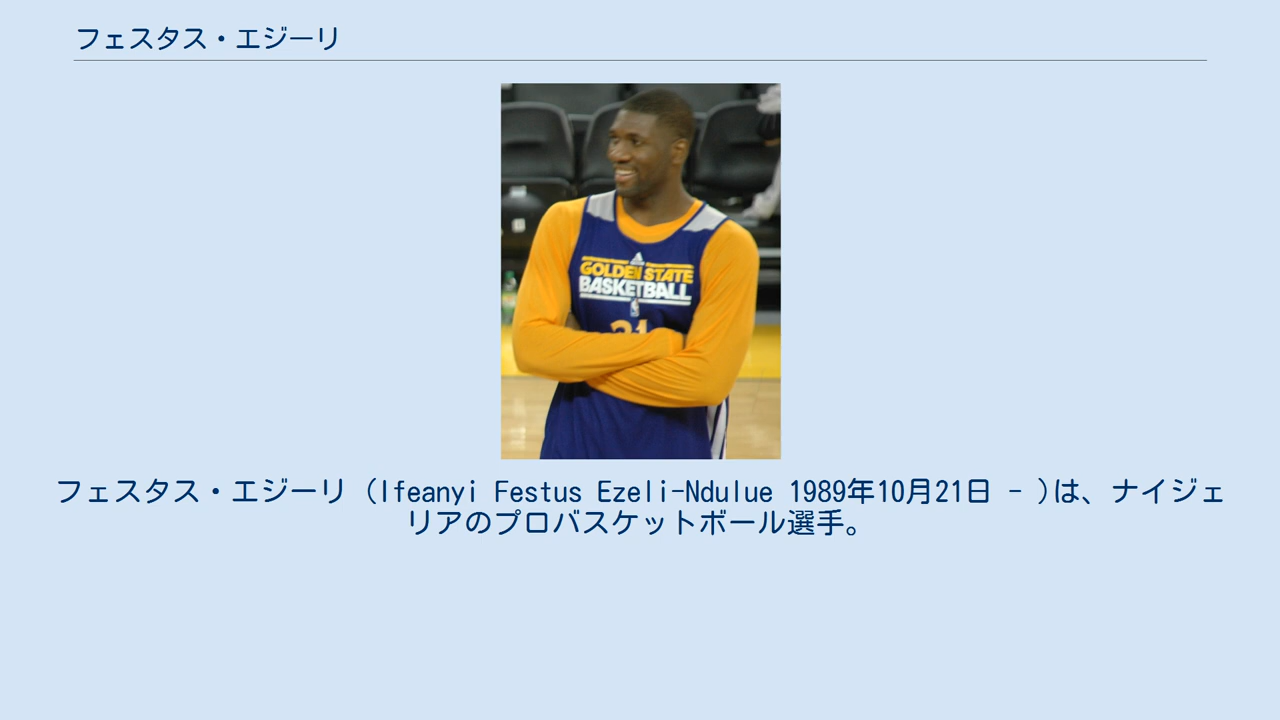 フェスタス・エジーリ
GOLDEN STATE
BASKETBALL
31
フェスタス・エジーリ (Ifeanyi Festus Ezeli-Ndulue 1989年10月21日 - )は、ナイジェ
リアのプロバスケットボール選手。